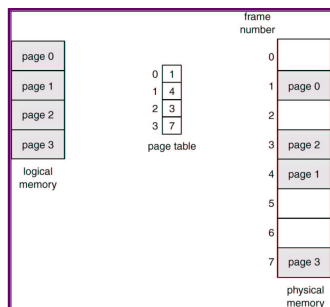 page 0
page 1
page 2
page 3
logical
memory
0 1
1 4
2 3
3 7
page table
frame
number
0
1 page 0
2
3 page 2
4 page 1
5
6
7 page 3
physical
memory